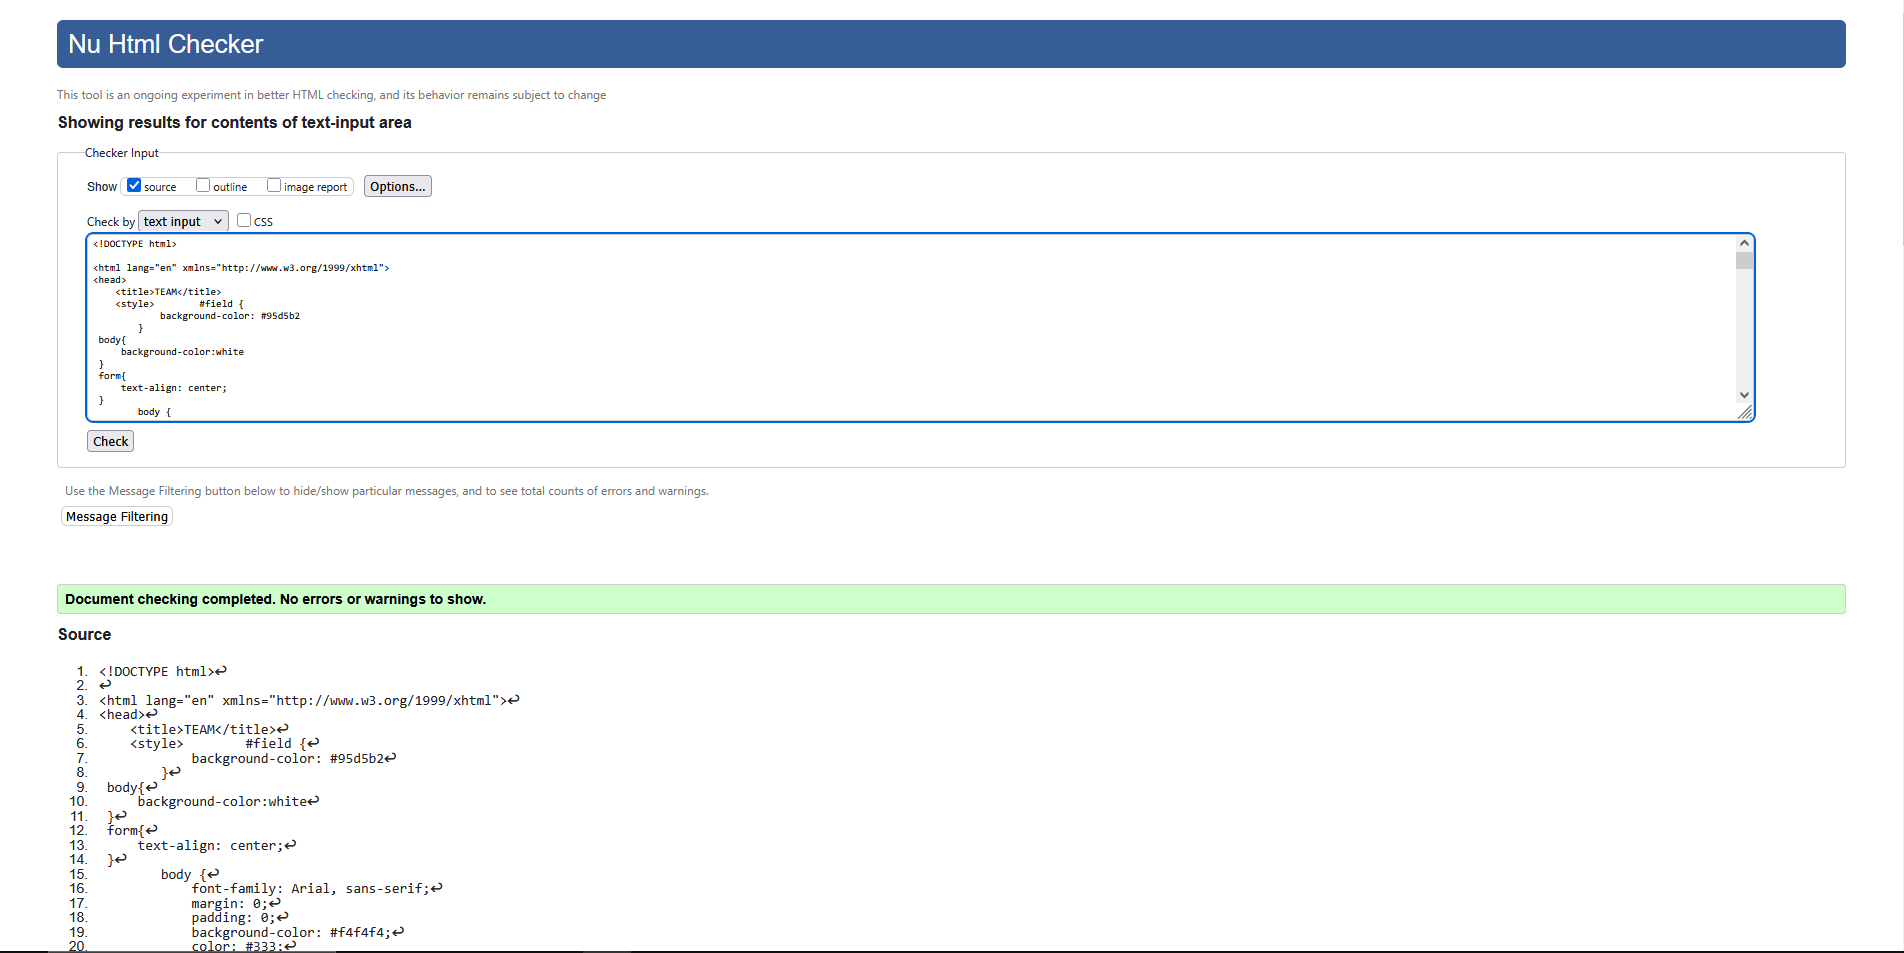 Nu Html Checker
This tool is an ongoing experiment in better HTML checking, and its behavior remains subject to change
Showing results for contents of text-input area
Checker Input
Show source outline image report Options...
Check by text input CSS
<!DOCTYPE html>
<html lang="en" xmlns="http://www.w3.org/1999/xhtml">
<head>
    <title>TEAM</title>
    <style>        #field {
            background-color: #95d5b2
        }
 body{
     background-color:white
 }
 form{
     text-align: center;
 }
        body {
Check
Use the Message Filtering button below to hide/show particular messages, and to see total counts of errors and warnings.
Message Filtering
Document checking completed. No errors or warnings to show.
Source
1. <!DOCTYPE html>↩
2. ↩
3. <html lang="en" xmlns="http://www.w3.org/1999/xhtml">↩
4. <head>↩
5.     <title>TEAM</title>↩
6.     <style>        #field {↩
7.             background-color: #95d5b2↩
8.         }↩
9.  body{↩
10.      background-color:white↩
11.  }↩
12.  form{↩
13.      text-align: center;↩
14.  }↩
15.         body {↩
16.             font-family: Arial, sans-serif;↩
17.             margin: 0;↩
18.             padding: 0;↩
19.             background-color: #f4f4f4;↩
20.             color: #333;↩